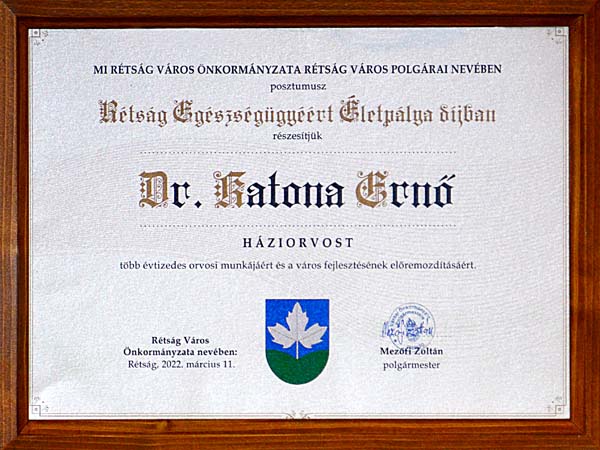 MI RÉTSÁG VÁROS ÖNKORMÁNYZATA RÉTSÁG VÁROS POLGÁRAI NEVÉBEN
posztumusz
Rétság Egészségügyéért Életpálya díjban
részesítjük
Dr. Katona Ernő
HÁZIORVOST
több évtizedes orvosi munkájáért és a város fejlesztésének előremozdításáért.
Rétság Város
Önkormányzata nevében:
Rétság, 2022. március 11.
Mezőfi Zoltán
polgármester